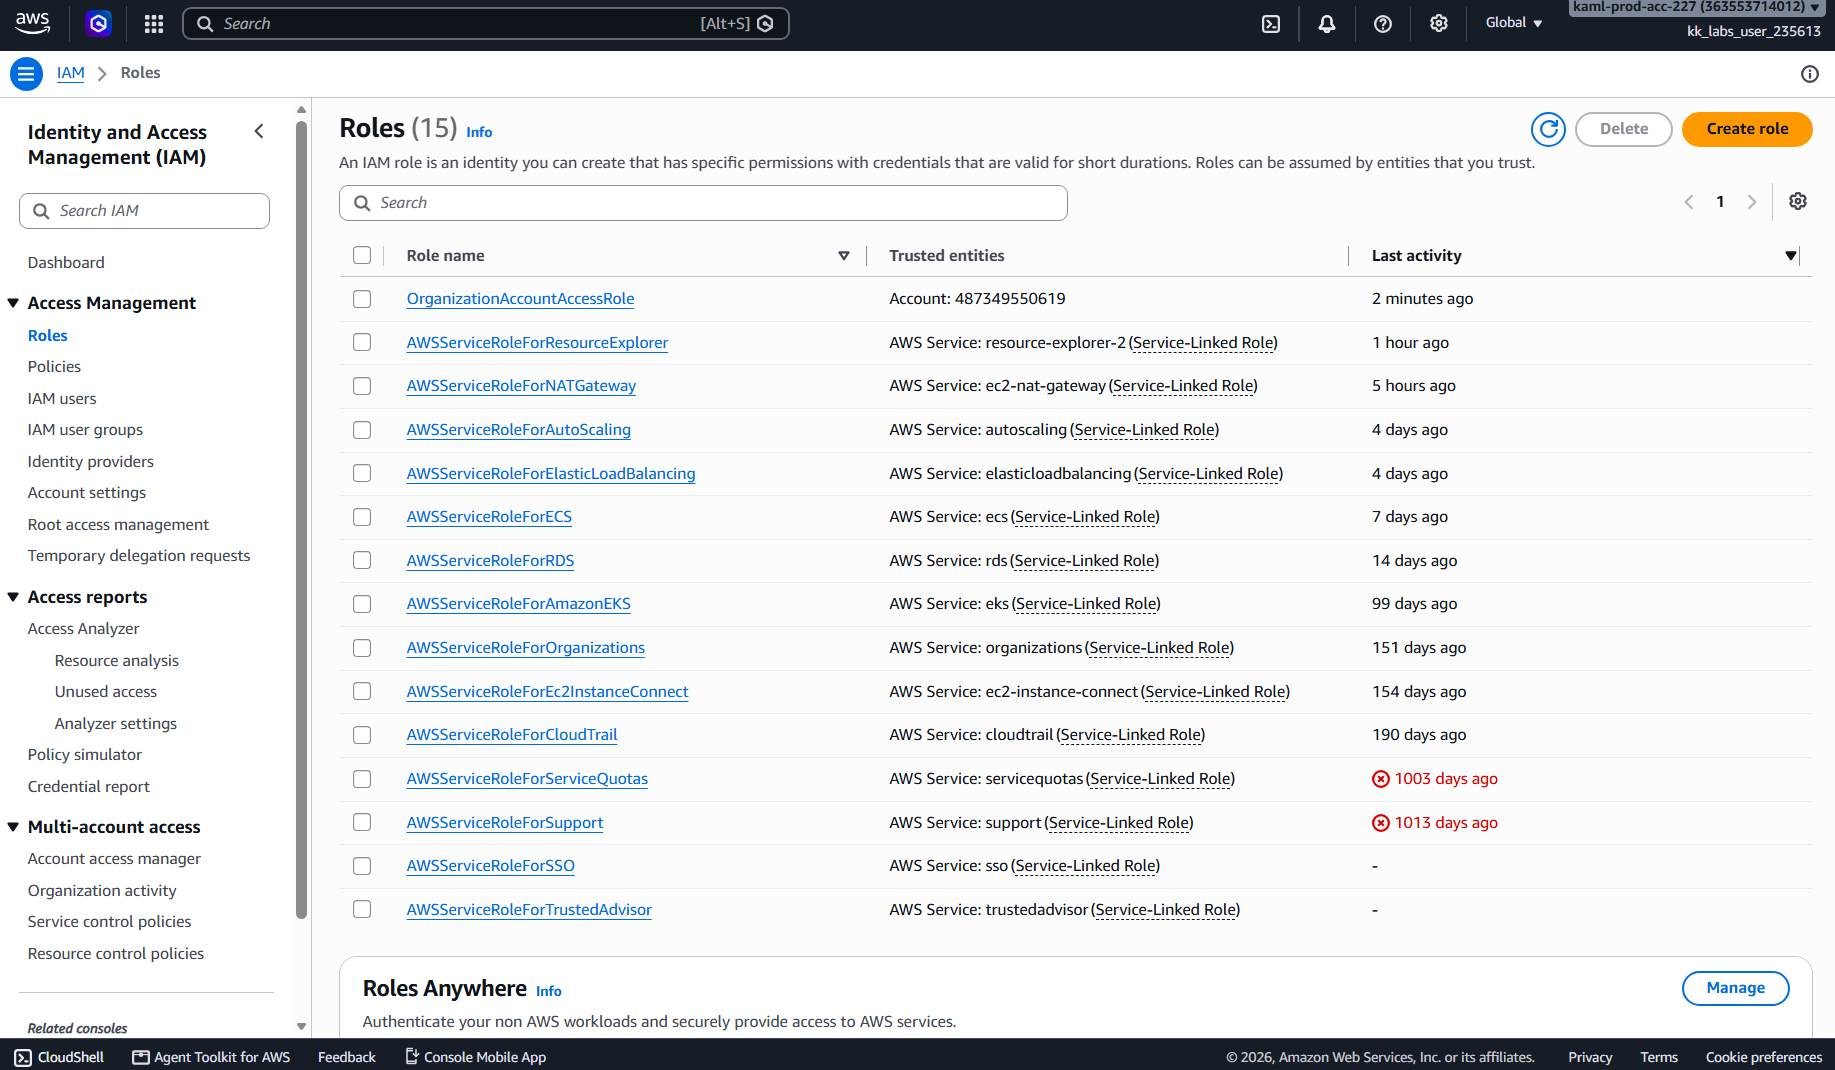 aws
Search [Alt+S]
Global
kaml-prod-acc-227 (363553714012)
kk_labs_user_235613
IAM > Roles
Identity and Access Management (IAM)
Search IAM
Dashboard
Access Management
Roles
Policies
IAM users
IAM user groups
Identity providers
Account settings
Root access management
Temporary delegation requests
Access reports
Access Analyzer
Resource analysis
Unused access
Analyzer settings
Policy simulator
Credential report
Multi-account access
Account access manager
Organization activity
Service control policies
Resource control policies
Related consoles
Roles (15) Info
Delete
Create role
An IAM role is an identity you can create that has specific permissions with credentials that are valid for short durations. Roles can be assumed by entities that you trust.
Search
1
Role name Trusted entities Last activity
OrganizationAccountAccessRole Account: 487349550619 2 minutes ago
AWSServiceRoleForResourceExplorer AWS Service: resource-explorer-2 (Service-Linked Role) 1 hour ago
AWSServiceRoleForNATGateway AWS Service: ec2-nat-gateway (Service-Linked Role) 5 hours ago
AWSServiceRoleForAutoScaling AWS Service: autoscaling (Service-Linked Role) 4 days ago
AWSServiceRoleForElasticLoadBalancing AWS Service: elasticloadbalancing (Service-Linked Role) 4 days ago
AWSServiceRoleForECS AWS Service: ecs (Service-Linked Role) 7 days ago
AWSServiceRoleForRDS AWS Service: rds (Service-Linked Role) 14 days ago
AWSServiceRoleForAmazonEKS AWS Service: eks (Service-Linked Role) 99 days ago
AWSServiceRoleForOrganizations AWS Service: organizations (Service-Linked Role) 151 days ago
AWSServiceRoleForEc2InstanceConnect AWS Service: ec2-instance-connect (Service-Linked Role) 154 days ago
AWSServiceRoleForCloudTrail AWS Service: cloudtrail (Service-Linked Role) 190 days ago
AWSServiceRoleForServiceQuotas AWS Service: servicequotas (Service-Linked Role) 1003 days ago
AWSServiceRoleForSupport AWS Service: support (Service-Linked Role) 1013 days ago
AWSServiceRoleForSSO AWS Service: sso (Service-Linked Role) -
AWSServiceRoleForTrustedAdvisor AWS Service: trustedadvisor (Service-Linked Role) -
Roles Anywhere Info
Manage
Authenticate your non AWS workloads and securely provide access to AWS services.
CloudShell Agent Toolkit for AWS Feedback Console Mobile App © 2026, Amazon Web Services, Inc. or its affiliates. Privacy Terms Cookie preferences